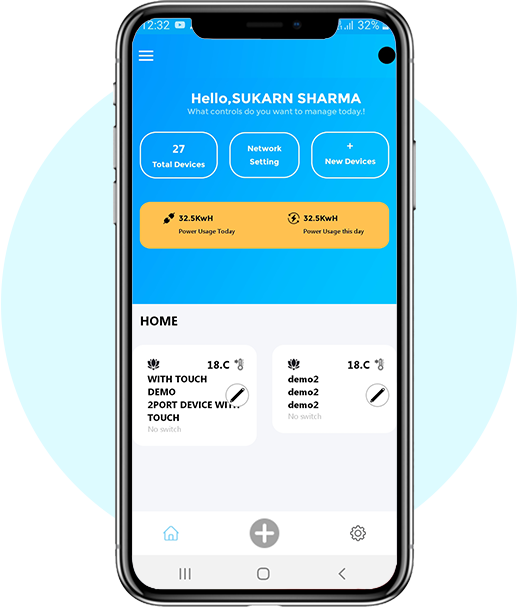 12:32 32%
Hello,SUKARN SHARMA
What controls do you want to manage today.!
27
Total Devices
Network
Setting
+
New Devices
32.5KwH
Power Usage Today
32.5KwH
Power Usage this day
HOME
18.C
WITH TOUCH
DEMO
2PORT DEVICE WITH
TOUCH
No switch
18.C
demo2
demo2
demo2
No switch